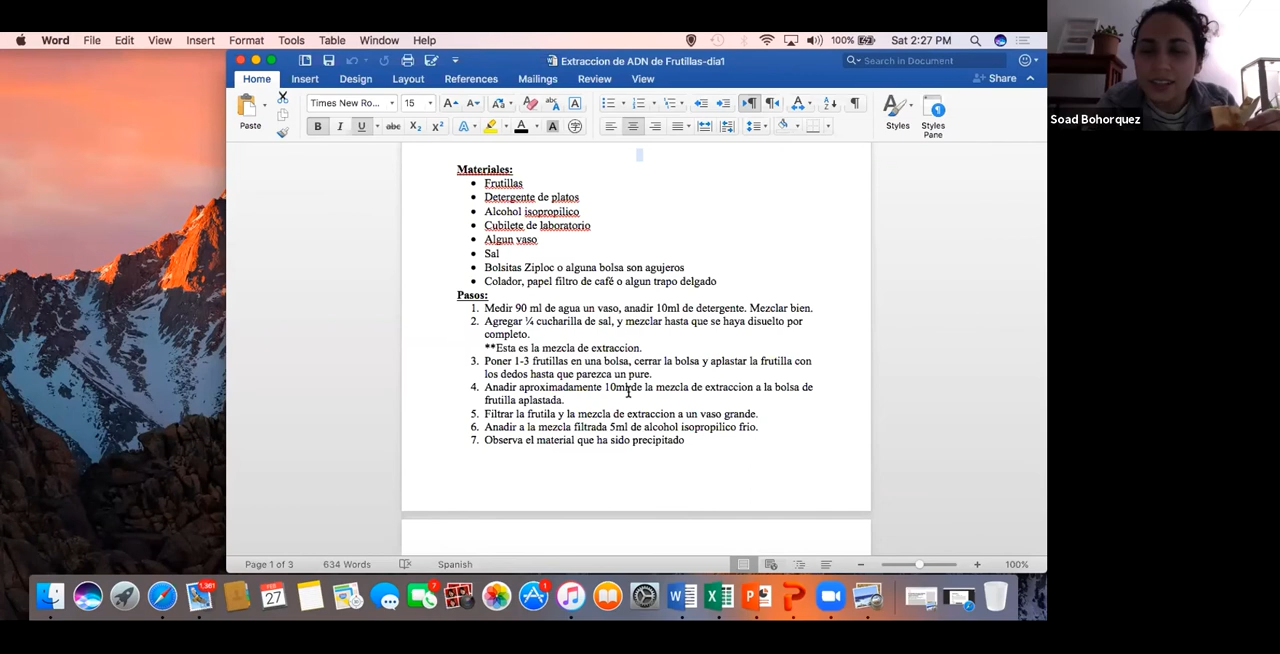 Word File Edit View Insert Format Tools Table Window Help
100% Sat 2:27 PM
Extraccion de ADN de Frutillas-dia1
Search in Document
Home Insert Design Layout References Mailings Review View
Share
Times New Ro... 15
Paste
Styles
Styles Pane
Soad Bohorquez
Materiales:
Frutillas
Detergente de platos
Alcohol isopropilico
Cubilete de laboratorio
Algun vaso
Sal
Bolsitas Ziploc o alguna bolsa son agujeros
Colador, papel filtro de café o algun trapo delgado
Pasos:
1. Medir 90 ml de agua un vaso, anadir 10ml de detergente. Mezclar bien.
2. Agregar ¼ cucharilla de sal, y mezclar hasta que se haya disuelto por
completo.
**Esta es la mezcla de extraccion.
3. Poner 1-3 frutillas en una bolsa, cerrar la bolsa y aplastar la frutilla con
los dedos hasta que parezca un pure.
4. Anadir aproximadamente 10ml de la mezcla de extraccion a la bolsa de
frutilla aplastada.
5. Filtrar la frutila y la mezcla de extraccion a un vaso grande.
6. Anadir a la mezcla filtrada 5ml de alcohol isopropilico frio.
7. Observa el material que ha sido precipitado
Page 1 of 3 634 Words Spanish 100%
FEB
27